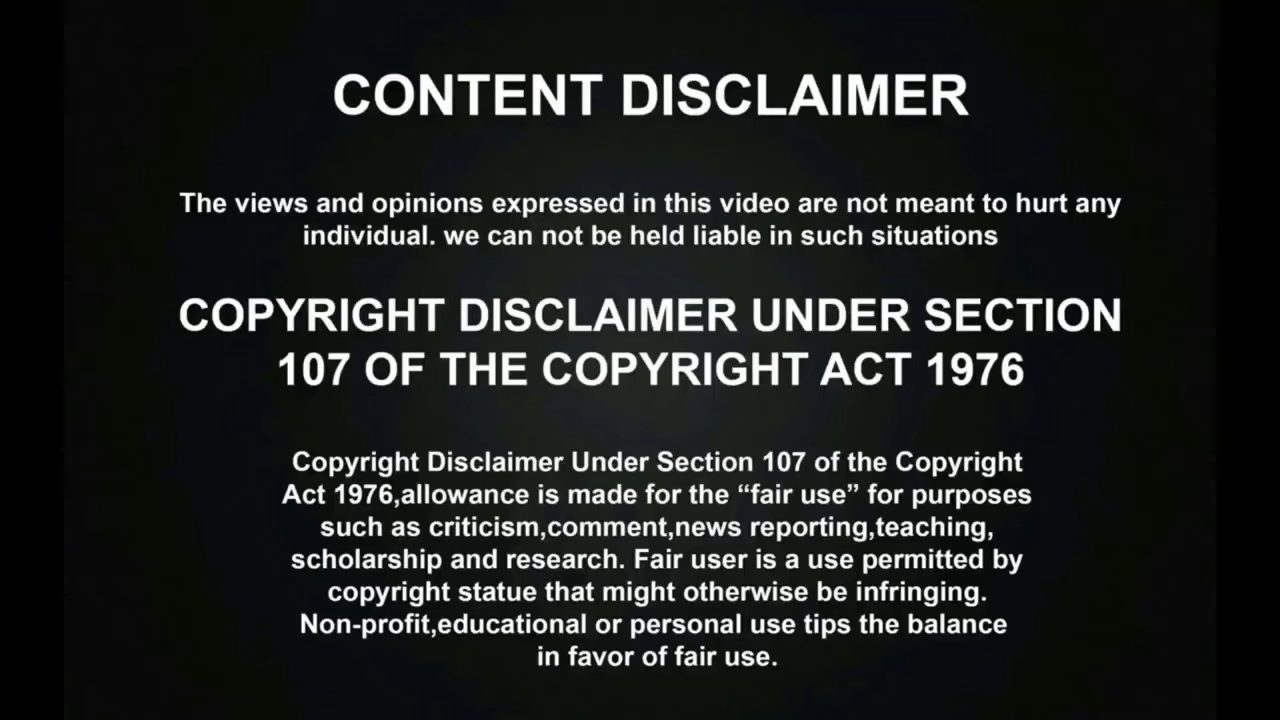 CONTENT DISCLAIMER
The views and opinions expressed in this video are not meant to hurt any
individual. we can not be held liable in such situations
COPYRIGHT DISCLAIMER UNDER SECTION
107 OF THE COPYRIGHT ACT 1976
Copyright Disclaimer Under Section 107 of the Copyright
Act 1976,allowance is made for the “fair use” for purposes
such as criticism,comment,news reporting,teaching,
scholarship and research. Fair user is a use permitted by
copyright statue that might otherwise be infringing.
Non-profit,educational or personal use tips the balance
in favor of fair use.